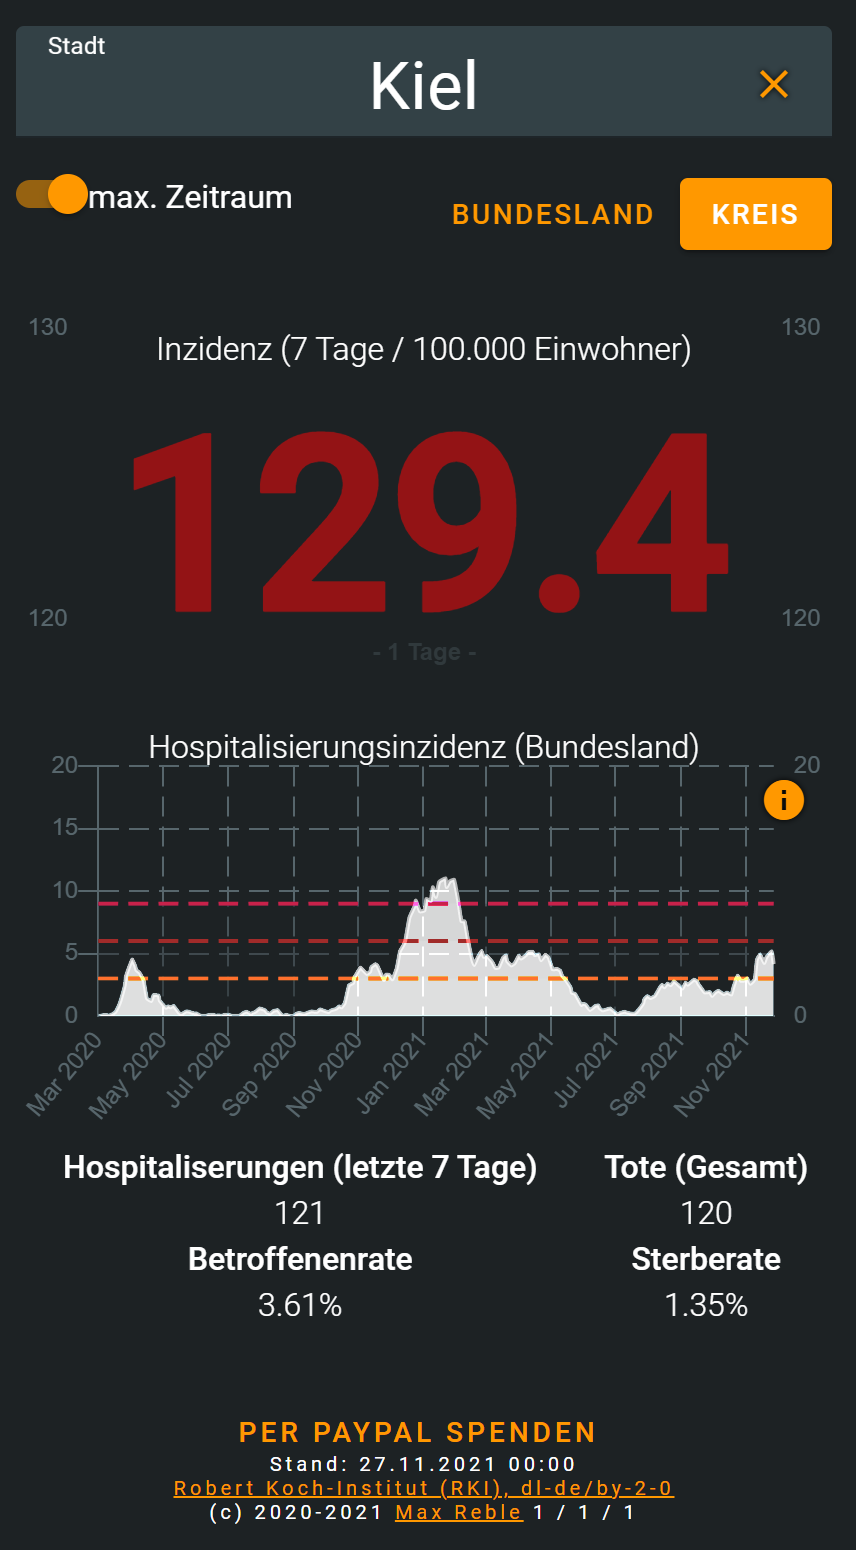 Stadt
Kiel
max. Zeitraum
BUNDESLAND
KREIS
130
130
Inzidenz (7 Tage / 100.000 Einwohner)
129.4
120
120
- 1 Tage -
Hospitalisierungsinzidenz (Bundesland)
20
20
i
15
10
5
0
0
Mar 2020
May 2020
Jul 2020
Sep 2020
Nov 2020
Jan 2021
Mar 2021
May 2021
Jul 2021
Sep 2021
Nov 2021
Hospitaliserungen (letzte 7 Tage)
Tote (Gesamt)
121
120
Betroffenenrate
Sterberate
3.61%
1.35%
PER PAYPAL SPENDEN
Stand: 27.11.2021 00:00
Robert Koch-Institut (RKI), dl-de/by-2-0
(c) 2020-2021 Max Reble 1 / 1 / 1